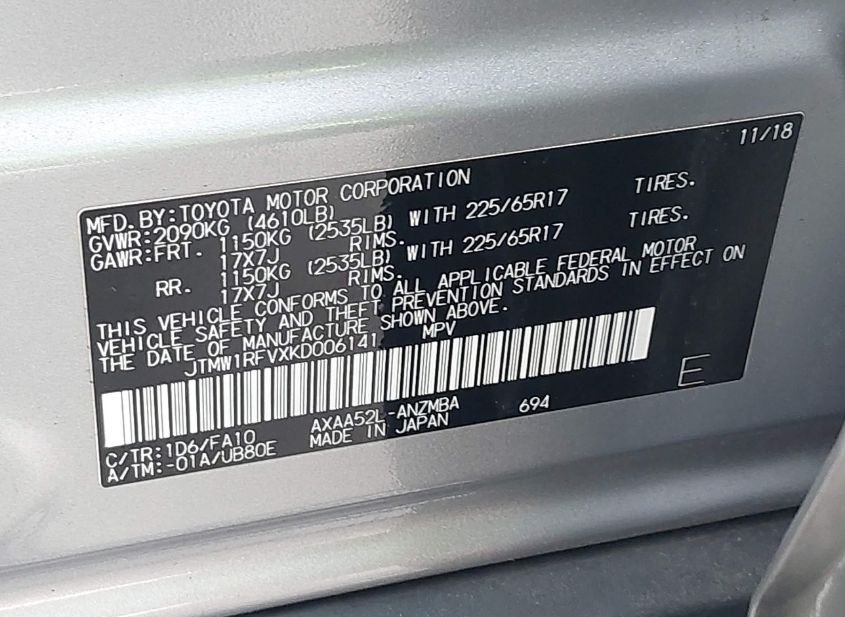 11/18
MFD.BY:TOYOTA MOTOR CORPORATION
GVWR:2090KG (4610LB)
GAWR:FRT. 1150KG (2535LB) WITH 225/65R17 TIRES.
17X7J RIMS.
RR. 1150KG (2535LB) WITH 225/65R17 TIRES.
17X7J RIMS.
THIS VEHICLE CONFORMS TO ALL APPLICABLE FEDERAL MOTOR
VEHICLE SAFETY AND THEFT PREVENTION STANDARDS IN EFFECT ON
THE DATE OF MANUFACTURE SHOWN ABOVE.
JTMW1RFVXKD006141 MPV
E
C/TR:1D6/FA10 AXAA52L-ANZMBA 694
A/TM:-01A/UB80E MADE IN JAPAN